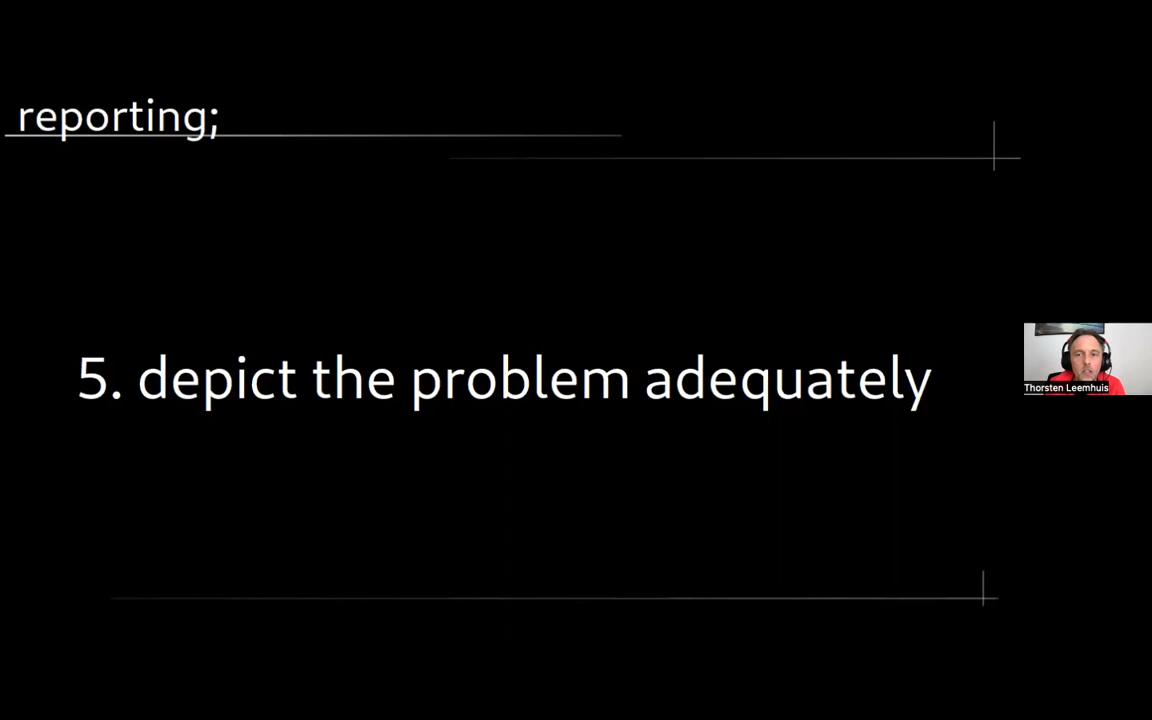 reporting;
5. depict the problem adequately
Thorsten Leemhuis